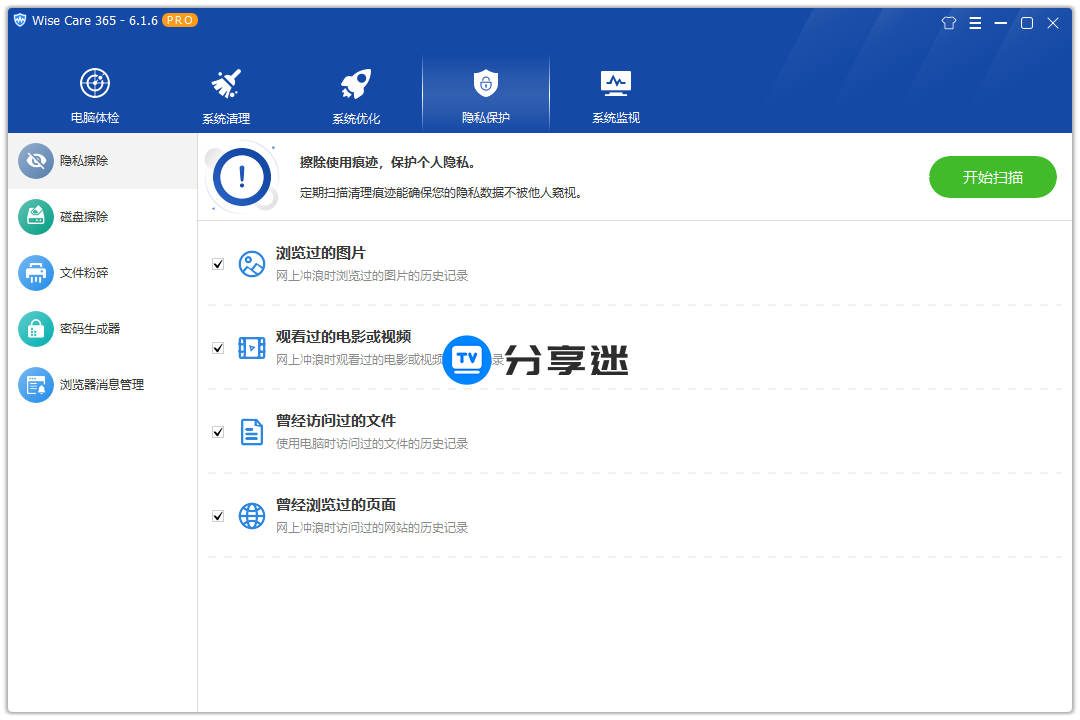 Wise Care 365 - 6.1.6 PRO
电脑体检
系统清理
系统优化
隐私保护
系统监视
隐私擦除
磁盘擦除
文件粉碎
密码生成器
浏览器消息管理
擦除使用痕迹，保护个人隐私。
定期扫描清理痕迹能确保您的隐私数据不被他人窥视。
开始扫描
浏览过的图片
网上冲浪时浏览过的图片的历史记录
观看过的电影或视频
网上冲浪时观看过的电影或视频
录
TV 分享迷
曾经访问过的文件
使用电脑时访问过的文件的历史记录
曾经浏览过的页面
网上冲浪时访问过的网站的历史记录